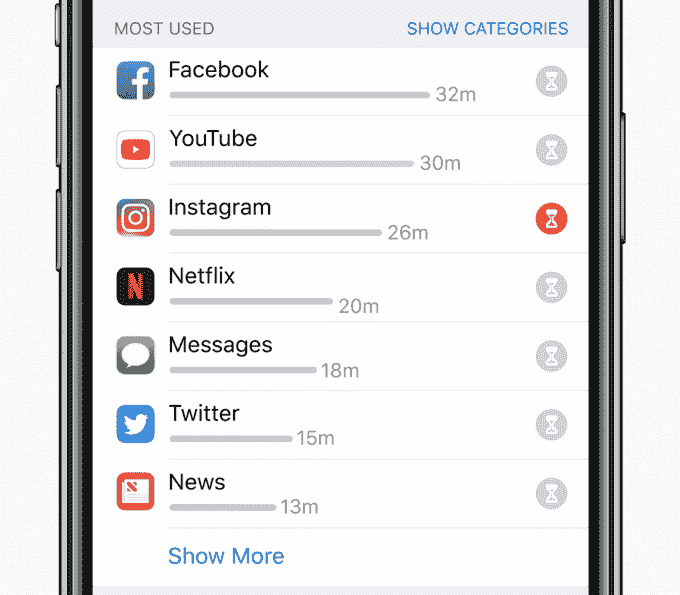 MOST USED SHOW CATEGORIES
Facebook
32m
YouTube
30m
Instagram
26m
Netflix
20m
Messages
18m
Twitter
15m
News
13m
Show More